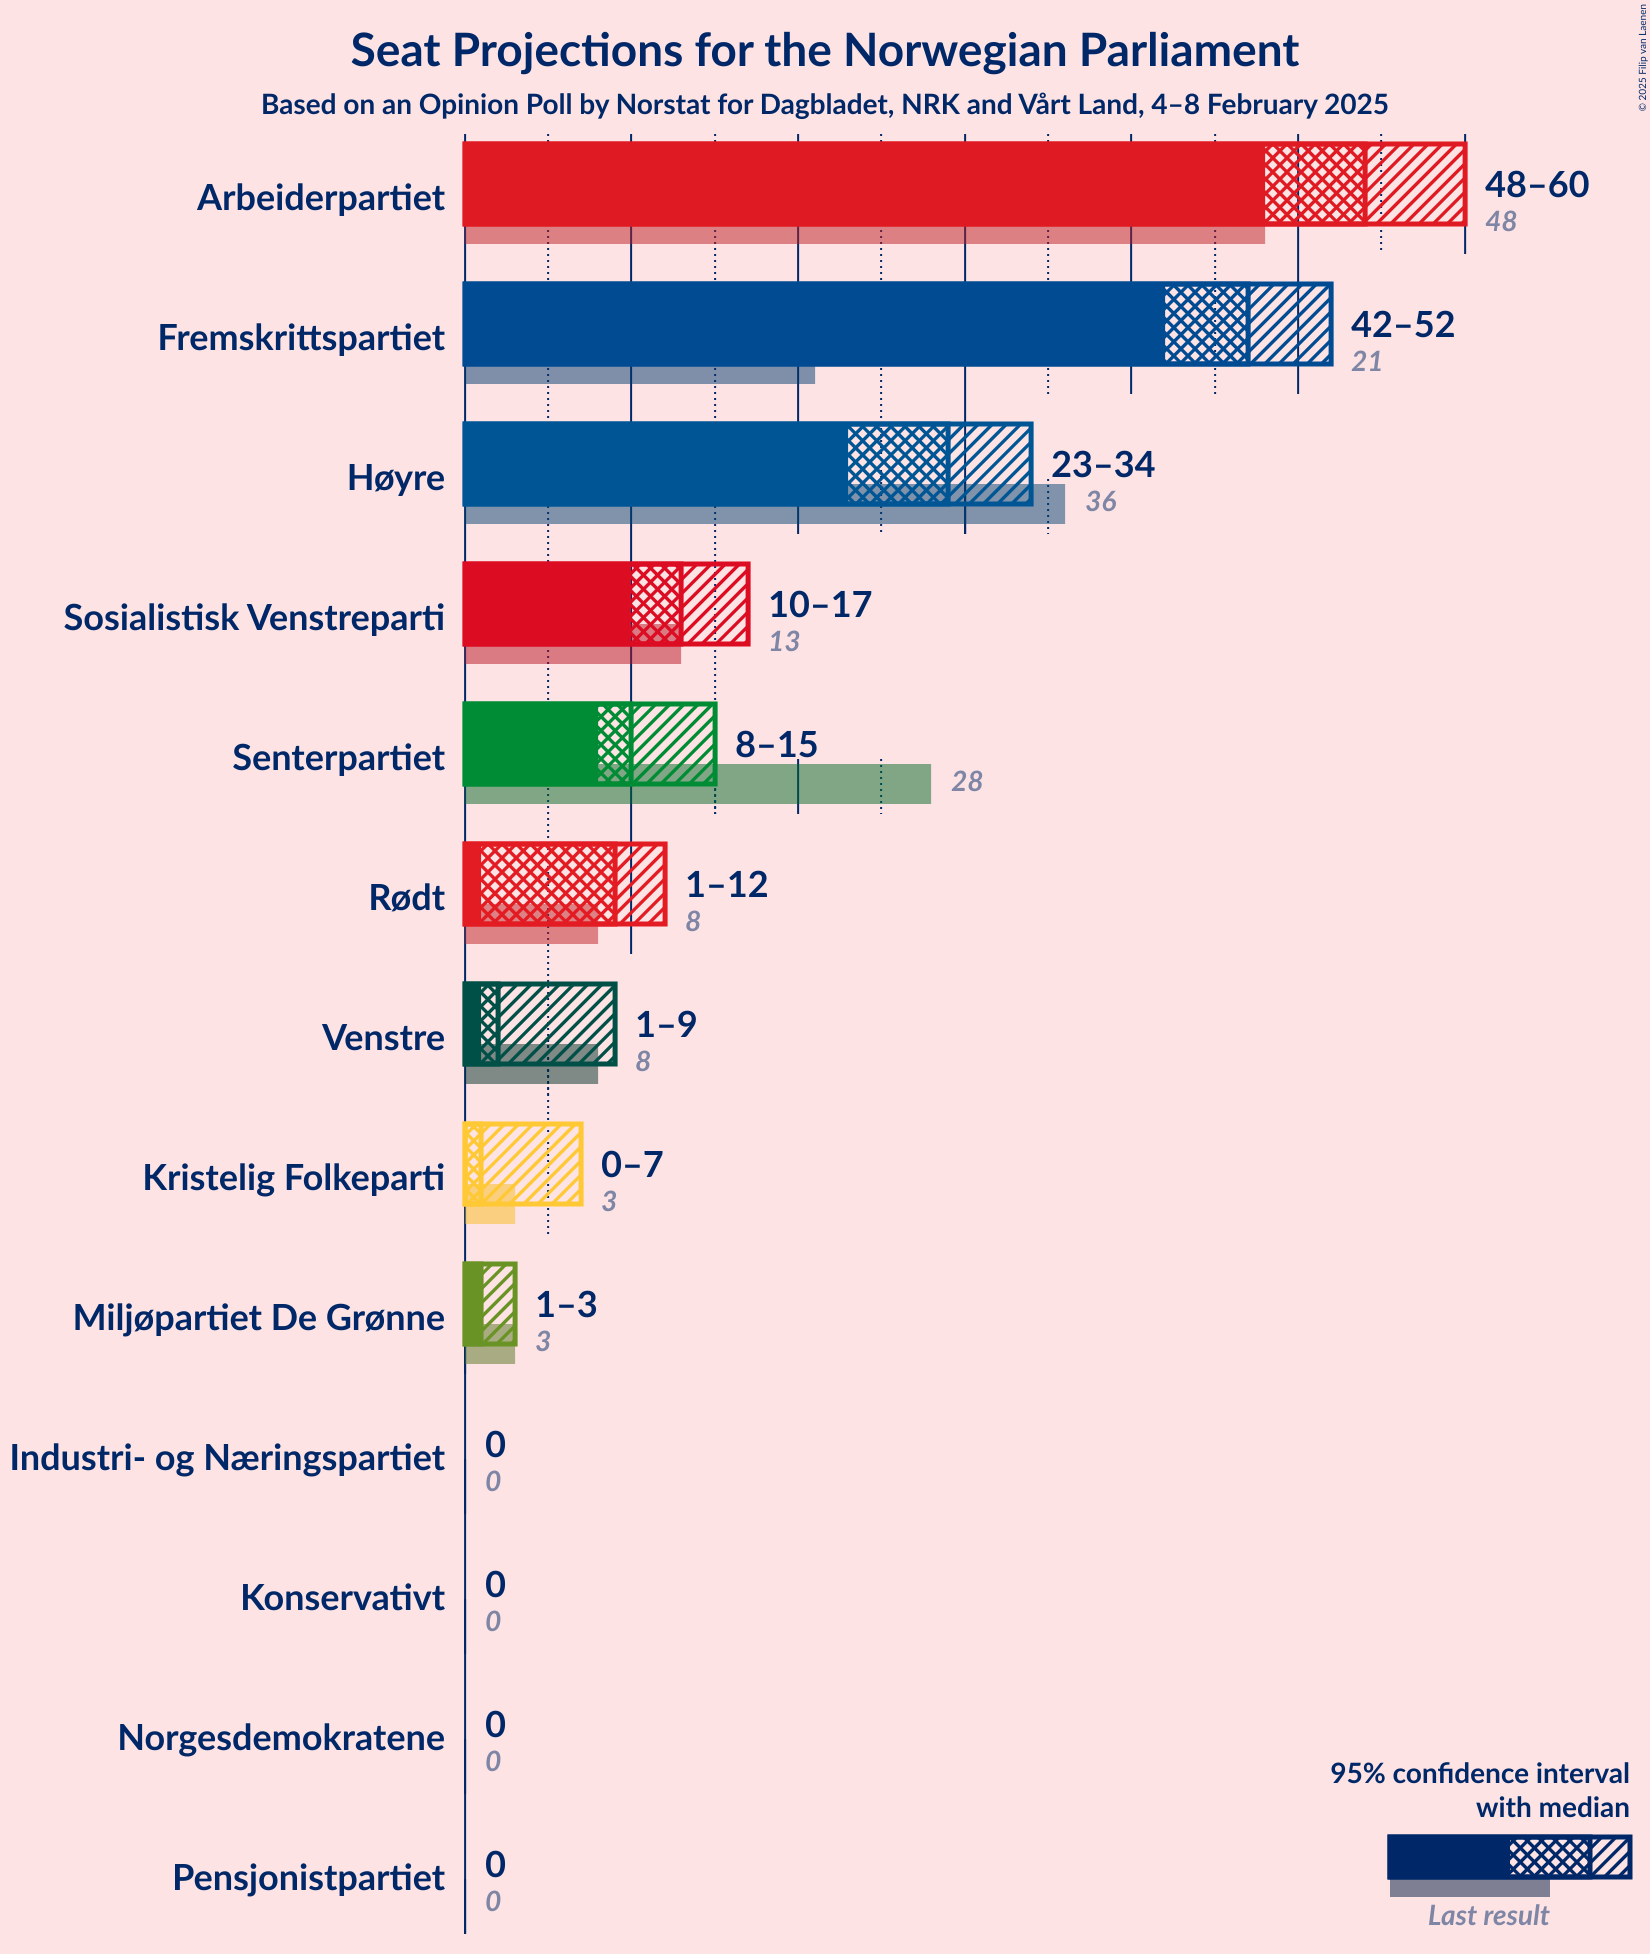 Seat Projections for the Norwegian Parliament
Based on an Opinion Poll by Norstat for Dagbladet, NRK and Vårt Land, 4–8 February 2025
© 2025 Filip van Laenen
Arbeiderpartiet
48–60
48
Fremskrittspartiet
42–52
21
Høyre
23–34
36
Sosialistisk Venstreparti
10–17
13
Senterpartiet
8–15
28
Rødt
1–12
8
Venstre
1–9
8
Kristelig Folkeparti
0–7
3
Miljøpartiet De Grønne
1–3
3
Industri- og Næringspartiet
0
0
Konservativt
0
0
Norgesdemokratene
0
0
Pensjonistpartiet
0
0
95% confidence interval
with median
Last result